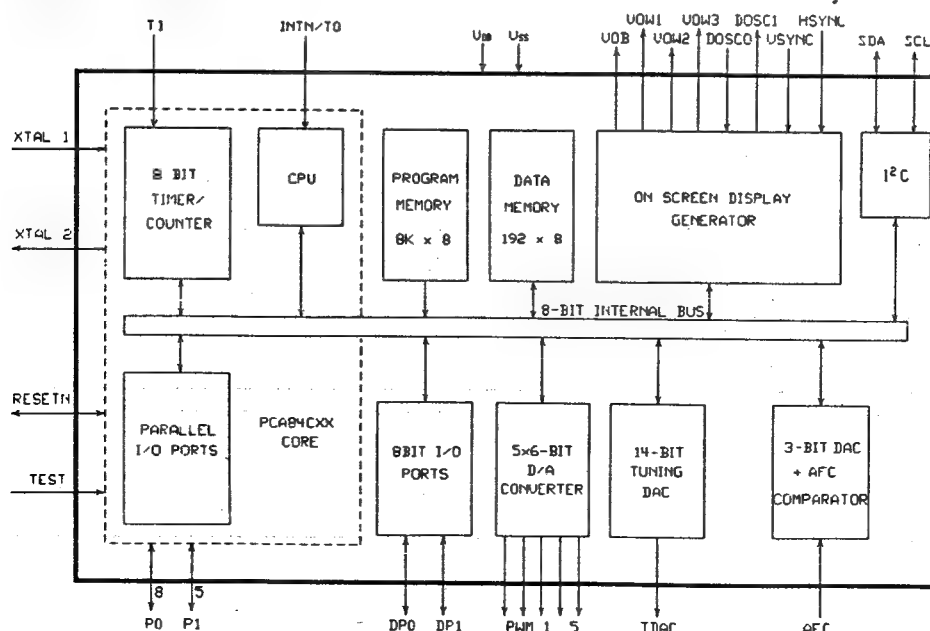 VOW1 VOW3 DOSC1 HSYNC
T1 INTN/T0 VDD VSS VOB VOW2 DOSC0 VSYNC SDA SCL
XTAL 1
8 BIT
TIMER/
COUNTER
CPU
PROGRAM
MEMORY
8K x 8
DATA
MEMORY
192 x 8
ON SCREEN DISPLAY
GENERATOR
I²C
XTAL 2
8-BIT INTERNAL BUS
RESETN
PARALLEL
I/O PORTS
PCA84CXX
CORE
8BIT I/O
PORTS
5x6-BIT
D/A
CONVERTER
14-BIT
TUNING
DAC
3-BIT DAC
+ AFC
COMPARATOR
TEST
8 5
P0 P1 DP0 DP1 PWM 1 5 TDAC AFC